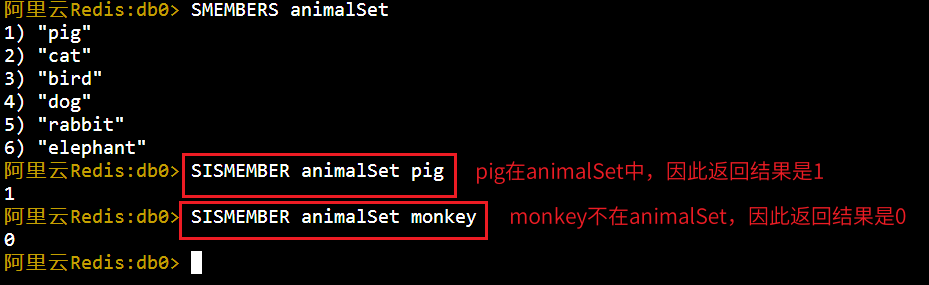 阿里云Redis:db0> SMEMBERS animalSet
1) "pig"
2) "cat"
3) "bird"
4) "dog"
5) "rabbit"
6) "elephant"
阿里云Redis:db0> SISMEMBER animalSet pig pig在animalSet中，因此返回结果是1
1
阿里云Redis:db0> SISMEMBER animalSet monkey monkey不在animalSet，因此返回结果是0
0
阿里云Redis:db0>